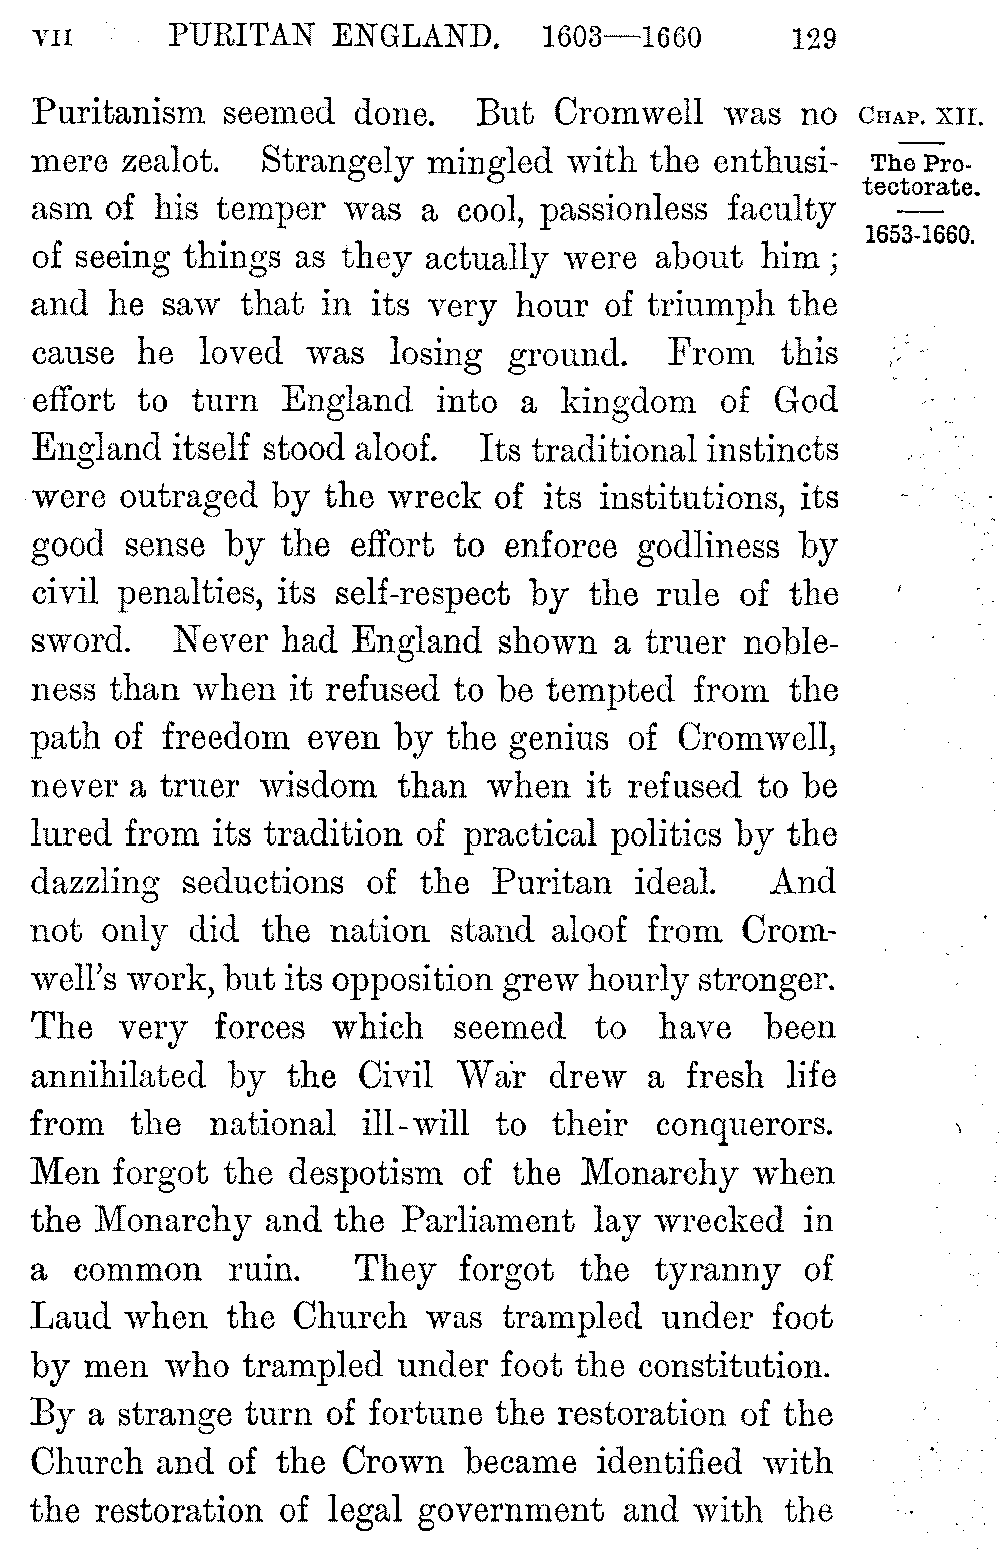 VII PURITAN ENGLAND. 1603—1660 129
Puritanism seemed done. But Cromwell was no
mere zealot. Strangely mingled with the enthusi-
asm of his temper was a cool, passionless faculty
of seeing things as they actually were about him;
and he saw that in its very hour of triumph the
cause he loved was losing ground. From this
effort to turn England into a kingdom of God
England itself stood aloof. Its traditional instincts
were outraged by the wreck of its institutions, its
good sense by the effort to enforce godliness by
civil penalties, its self-respect by the rule of the
sword. Never had England shown a truer noble-
ness than when it refused to be tempted from the
path of freedom even by the genius of Cromwell,
never a truer wisdom than when it refused to be
lured from its tradition of practical politics by the
dazzling seductions of the Puritan ideal. And
not only did the nation stand aloof from Crom-
well's work, but its opposition grew hourly stronger.
The very forces which seemed to have been
annihilated by the Civil War drew a fresh life
from the national ill-will to their conquerors.
Men forgot the despotism of the Monarchy when
the Monarchy and the Parliament lay wrecked in
a common ruin. They forgot the tyranny of
Laud when the Church was trampled under foot
by men who trampled under foot the constitution.
By a strange turn of fortune the restoration of the
Church and of the Crown became identified with
the restoration of legal government and with the
CHAP. XII.
The Pro-
tectorate.
1653-1660.